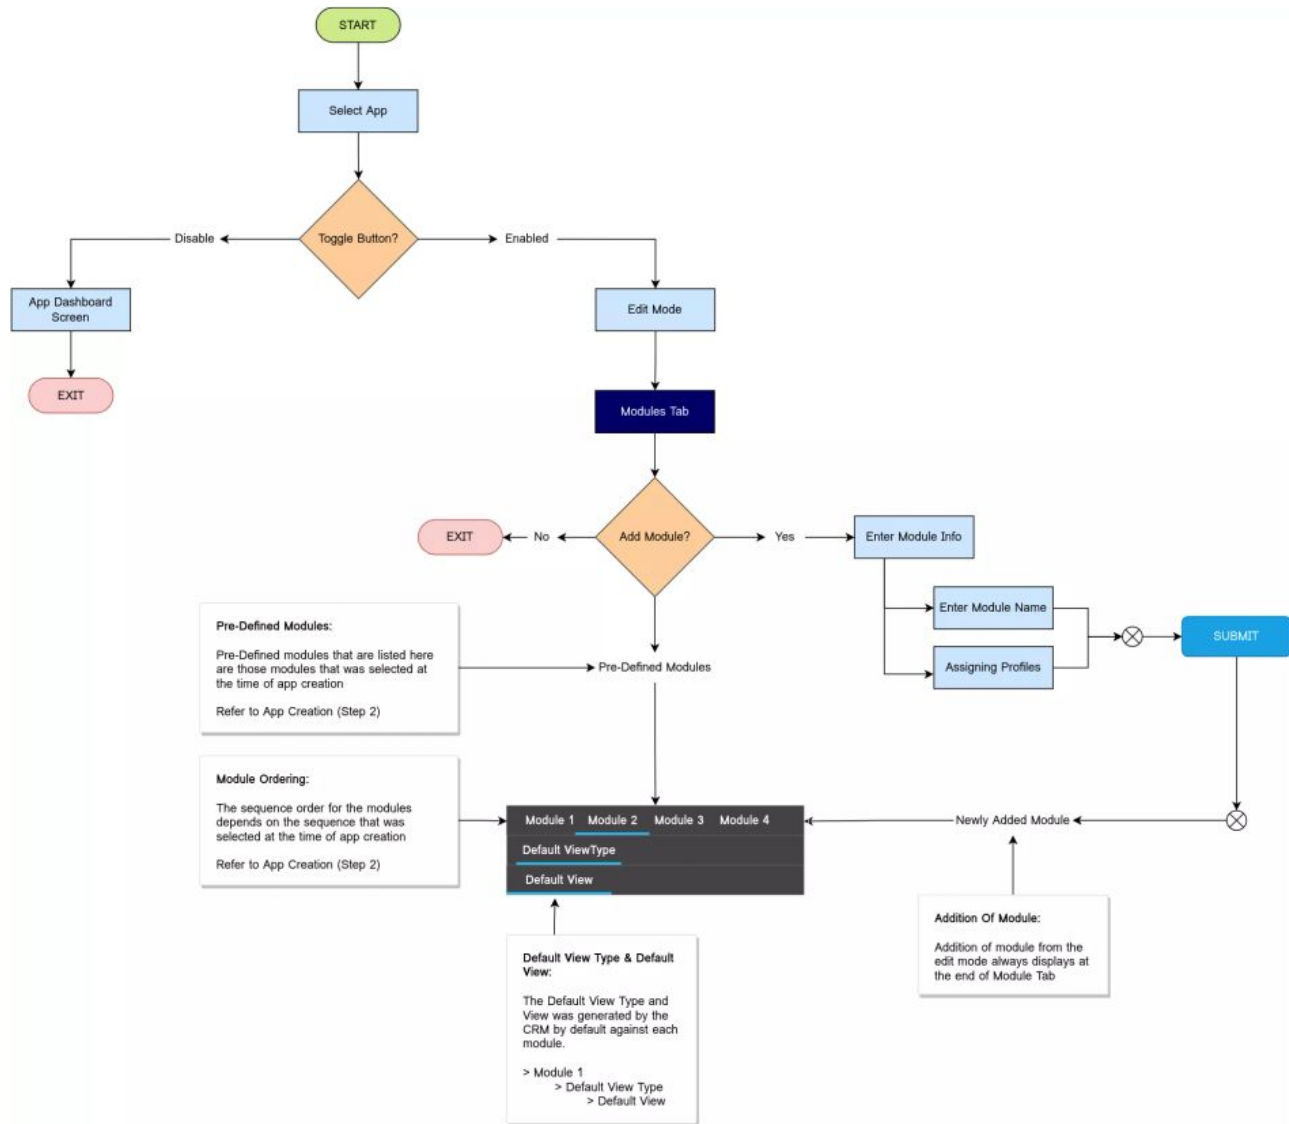 START
Select App
Toggle Button?
Disable
Enabled
App Dashboard
Screen
Edit Mode
EXIT
Modules Tab
EXIT
No
Add Module?
Yes
Enter Module Info
Enter Module Name
SUBMIT
Assigning Profiles
Pre-Defined Modules:
Pre-Defined modules that are listed here
are those modules that was selected at
the time of app creation
Refer to App Creation (Step 2)
Pre-Defined Modules
Module Ordering:
The sequence order for the modules
depends on the sequence that was
selected at the time of app creation
Refer to App Creation (Step 2)
Module 1 Module 2 Module 3 Module 4
Default ViewType
Default View
Newly Added Module
Addition Of Module:
Addition of module from the
edit mode always displays at
the end of Module Tab
Default View Type & Default
View:
The Default View Type and
View was generated by the
CRM by default against each
module.
> Module 1
> Default View Type
> Default View